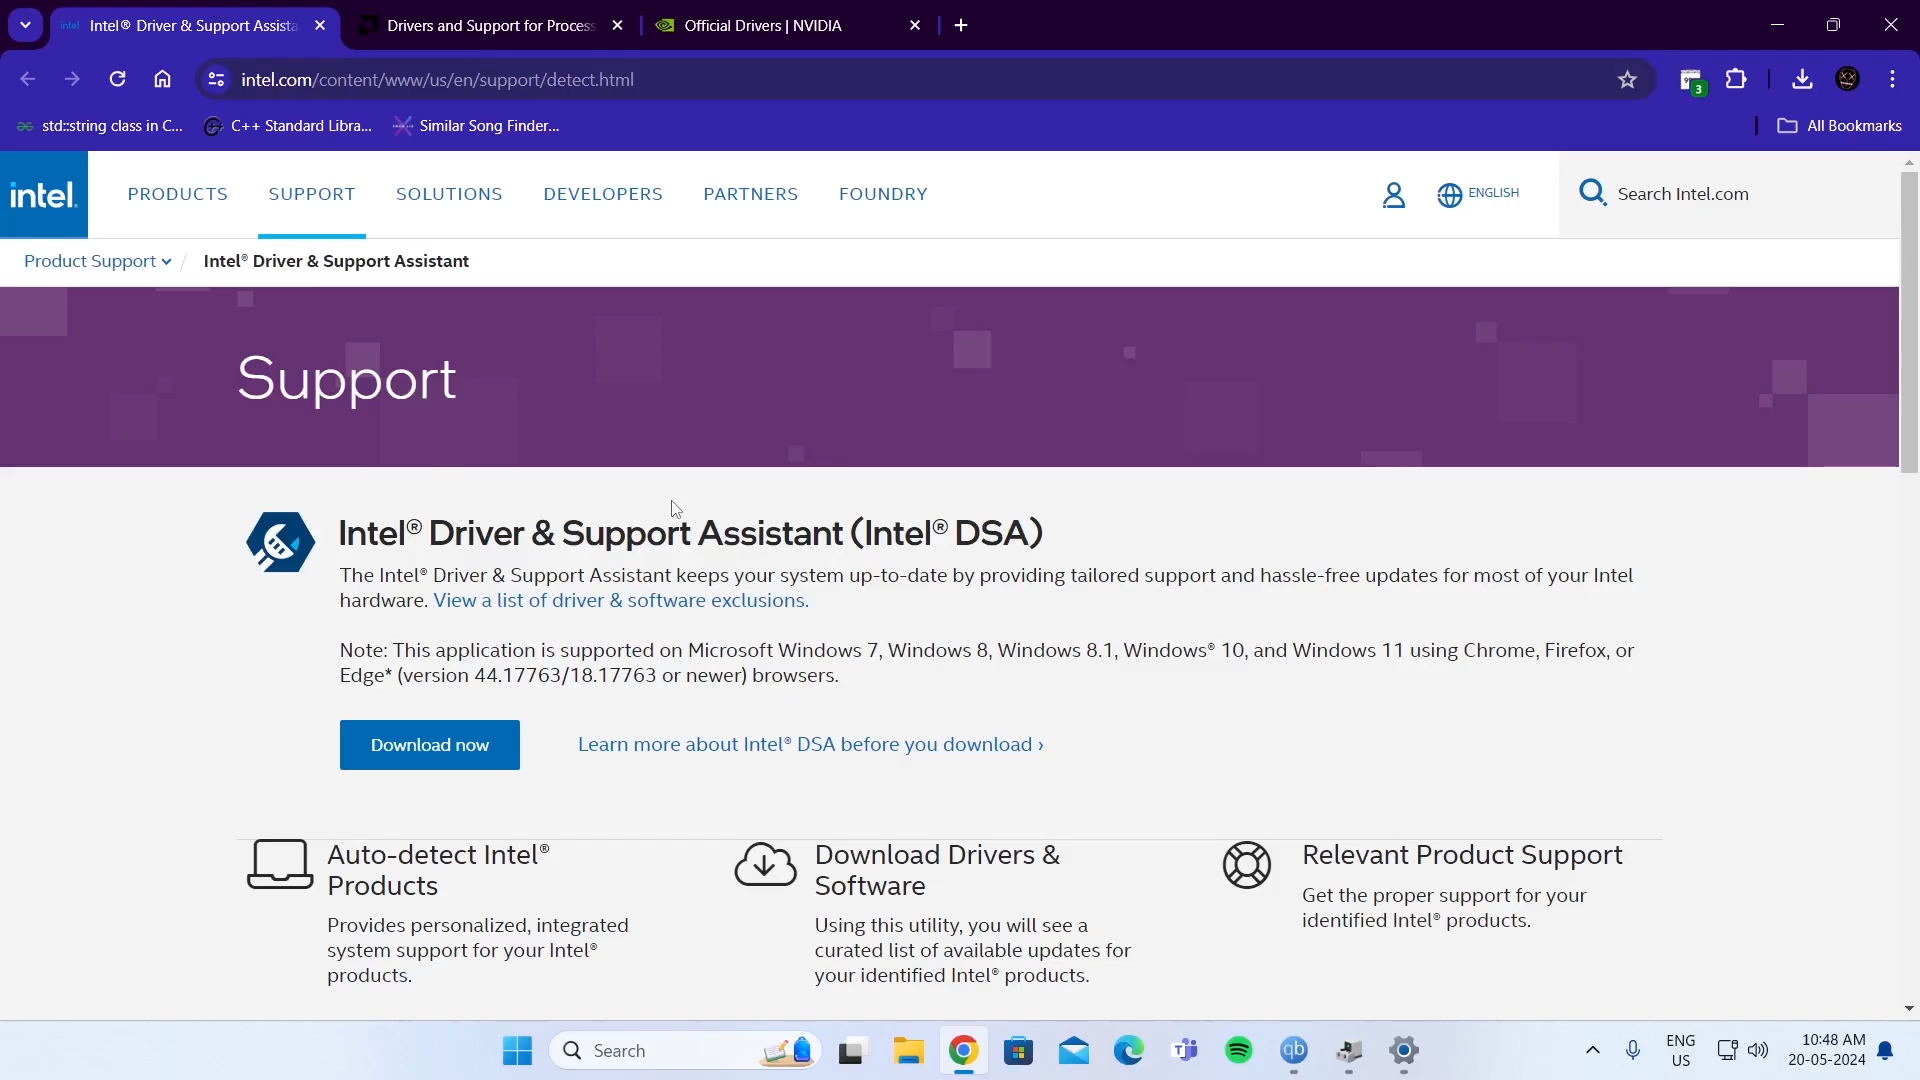 intel Intel® Driver & Support Assista
Drivers and Support for Process
Official Drivers | NVIDIA
intel.com/content/www/us/en/support/detect.html
3
std::string class in C...
C++ Standard Libra...
Similar Song Finder...
All Bookmarks
intel.
PRODUCTS
SUPPORT
SOLUTIONS
DEVELOPERS
PARTNERS
FOUNDRY
ENGLISH
Search Intel.com
Product Support / Intel® Driver & Support Assistant
Support
Intel® Driver & Support Assistant (Intel® DSA)
The Intel® Driver & Support Assistant keeps your system up-to-date by providing tailored support and hassle-free updates for most of your Intel
hardware. View a list of driver & software exclusions.
Note: This application is supported on Microsoft Windows 7, Windows 8, Windows 8.1, Windows® 10, and Windows 11 using Chrome, Firefox, or
Edge* (version 44.17763/18.17763 or newer) browsers.
Download now
Learn more about Intel® DSA before you download ›
Auto-detect Intel®
Products
Provides personalized, integrated
system support for your Intel®
products.
Download Drivers &
Software
Using this utility, you will see a
curated list of available updates for
your identified Intel® products.
Relevant Product Support
Get the proper support for your
identified Intel® products.
Search
qb
ENG
US
10:48 AM
20-05-2024